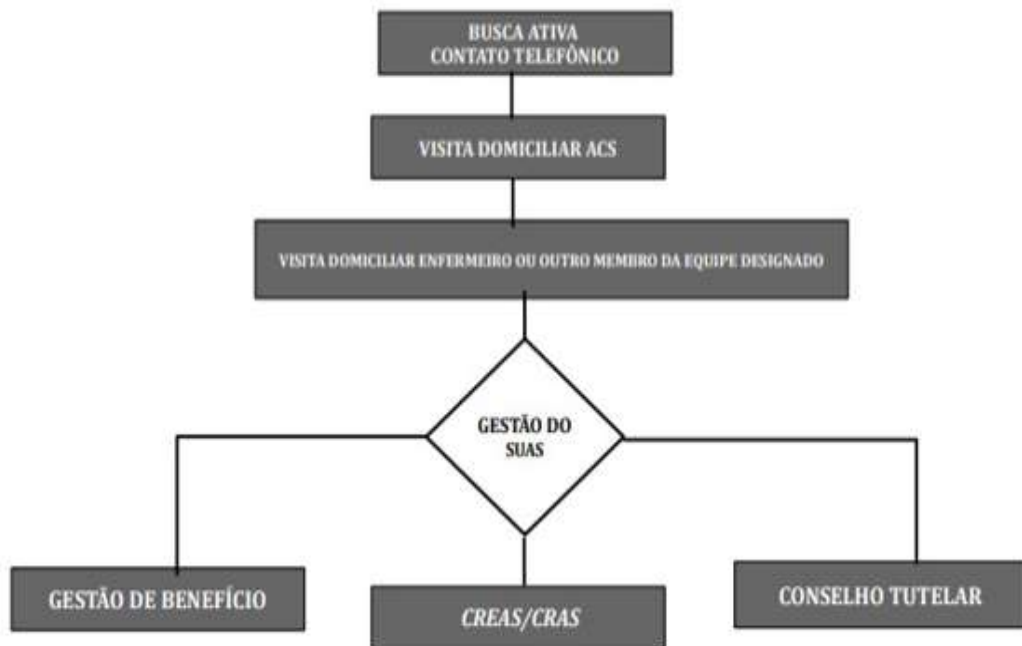 BUSCA ATIVA
CONTATO TELEFÔNICO
VISITA DOMICILIAR ACS
VISITA DOMICILIAR ENFERMEIRO OU OUTRO MEMBRO DA EQUIPE DESIGNADO
GESTÃO DO
SUAS
GESTÃO DE BENEFÍCIO
CREAS/CRAS
CONSELHO TUTELAR